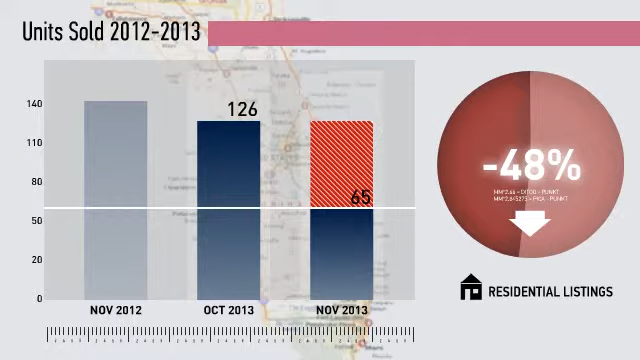 Units Sold 2012-2013
140
110
80
50
20
0
126
65
NOV 2012
OCT 2013
NOV 2013
-48%
RESIDENTIAL LISTINGS